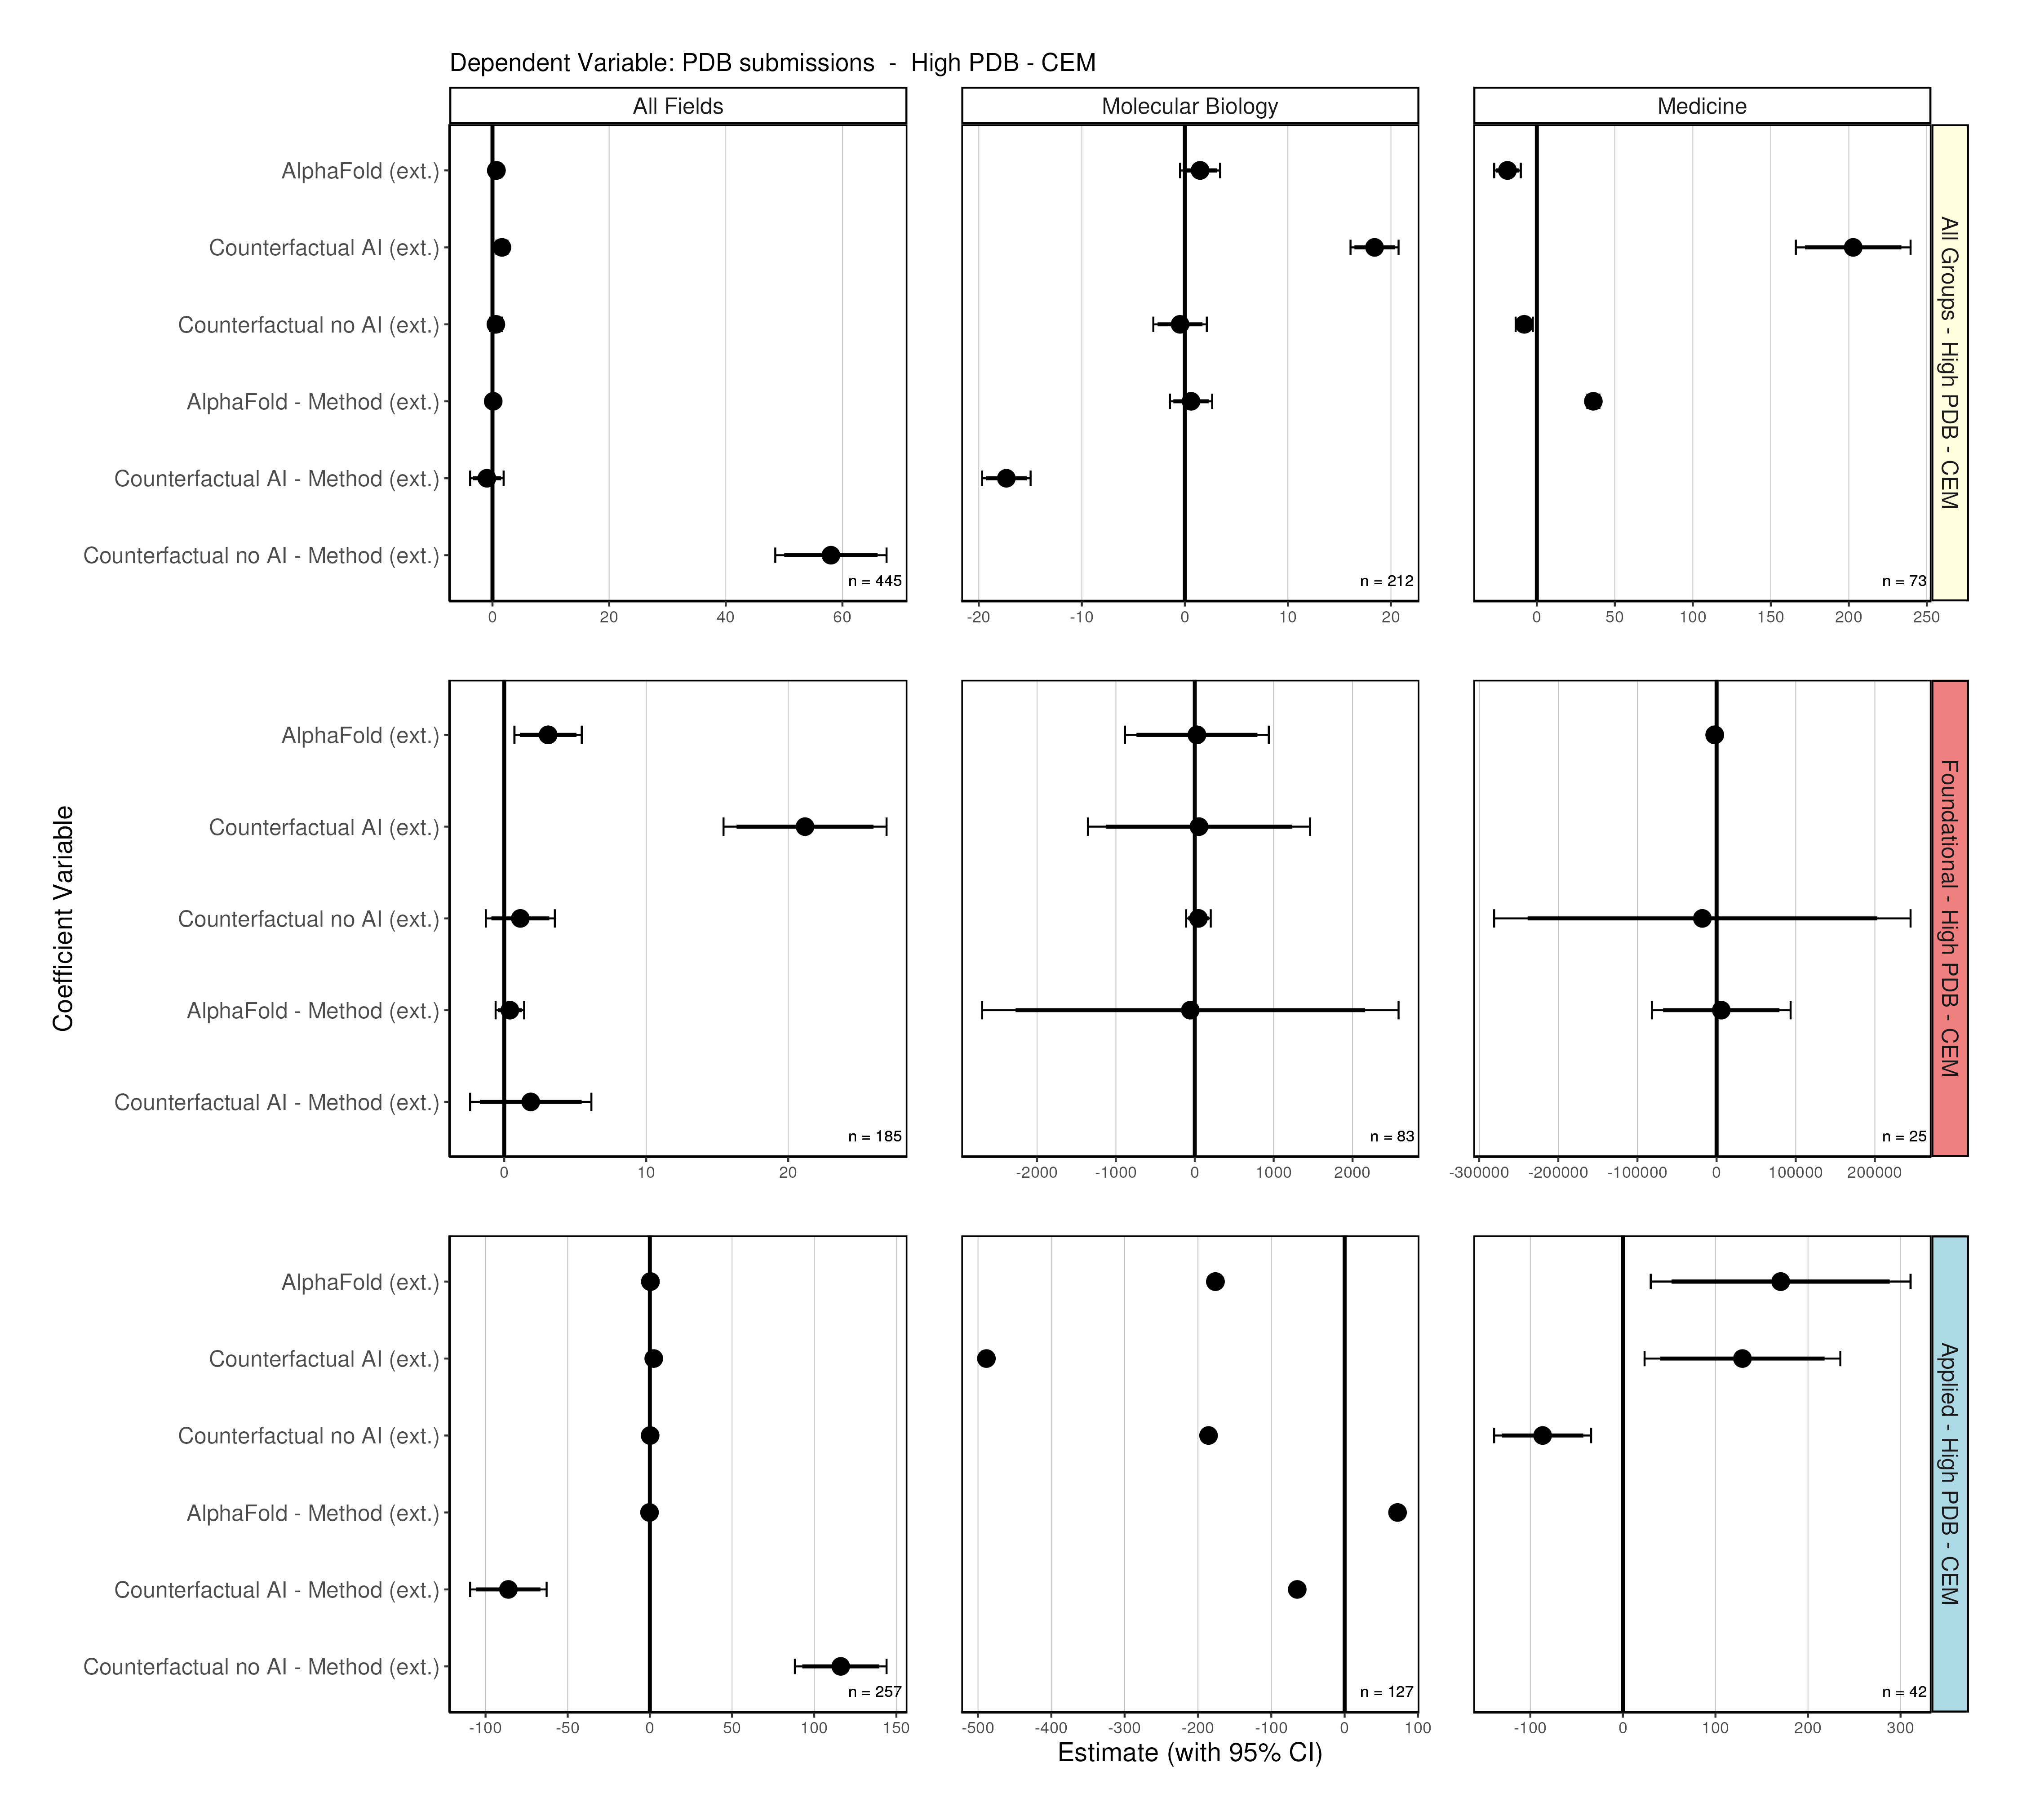 Dependent Variable: PDB submissions - High PDB - CEM
All Fields
Molecular Biology
Medicine
AlphaFold (ext.)
Counterfactual AI (ext.)
Counterfactual no AI (ext.)
AlphaFold - Method (ext.)
Counterfactual AI - Method (ext.)
Counterfactual no AI - Method (ext.)
n = 445
n = 212
n = 73
All Groups - High PDB - CEM
0 20 40 60
-20 -10 0 10 20
0 50 100 150 200 250
Coefficient Variable
AlphaFold (ext.)
Counterfactual AI (ext.)
Counterfactual no AI (ext.)
AlphaFold - Method (ext.)
Counterfactual AI - Method (ext.)
n = 185
n = 83
n = 25
Foundational - High PDB - CEM
0 10 20
-2000 -1000 0 1000 2000
-300000 -200000 -100000 0 100000 200000
AlphaFold (ext.)
Counterfactual AI (ext.)
Counterfactual no AI (ext.)
AlphaFold - Method (ext.)
Counterfactual AI - Method (ext.)
Counterfactual no AI - Method (ext.)
n = 257
n = 127
n = 42
Applied - High PDB - CEM
-100 -50 0 50 100 150
-500 -400 -300 -200 -100 0 100
-100 0 100 200 300
Estimate (with 95% CI)